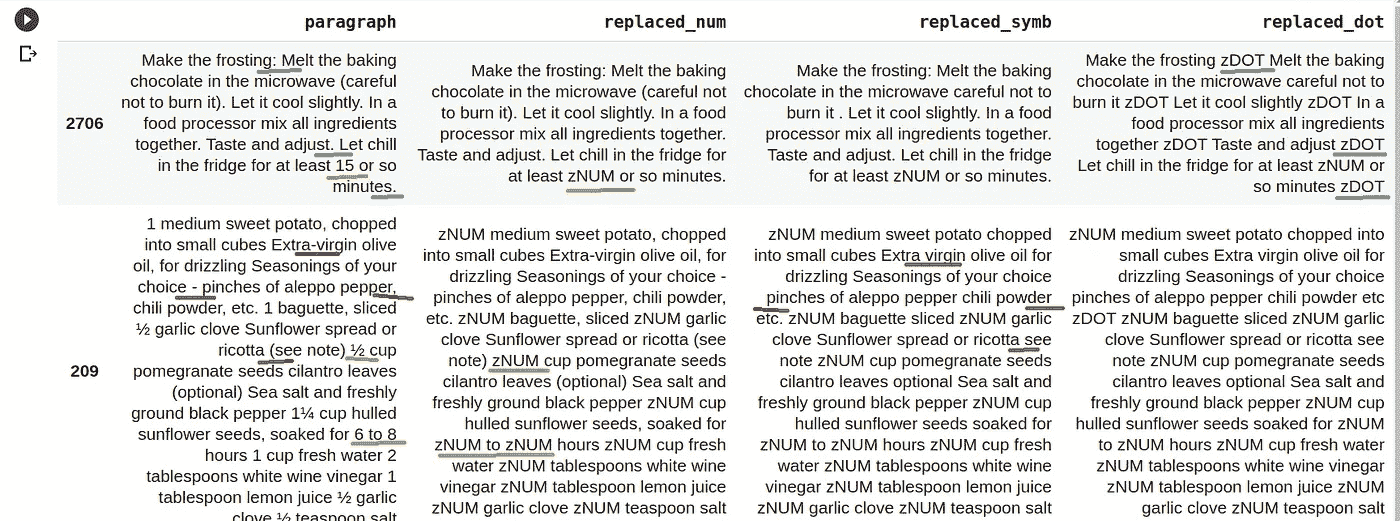 paragraph
replaced_num
replaced_symb
replaced_dot
2706
Make the frosting: Melt the baking
chocolate in the microwave (careful
not to burn it). Let it cool slightly. In a
food processor mix all ingredients
together. Taste and adjust. Let chill
in the fridge for at least 15 or so
minutes.
Make the frosting: Melt the baking
chocolate in the microwave (careful not
to burn it). Let it cool slightly. In a food
processor mix all ingredients together.
Taste and adjust. Let chill in the fridge for
at least zNUM or so minutes.
Make the frosting: Melt the baking
chocolate in the microwave careful not to
burn it . Let it cool slightly. In a food
processor mix all ingredients together.
Taste and adjust. Let chill in the fridge
for at least zNUM or so minutes.
Make the frosting zDOT Melt the baking
chocolate in the microwave careful not to
burn it zDOT Let it cool slightly zDOT In a
food processor mix all ingredients
together zDOT Taste and adjust zDOT
Let chill in the fridge for at least zNUM or
so minutes zDOT
209
1 medium sweet potato, chopped
into small cubes Extra-virgin olive
oil, for drizzling Seasonings of your
choice - pinches of aleppo pepper,
chili powder, etc. 1 baguette, sliced
½ garlic clove Sunflower spread or
ricotta (see note) ½ cup
pomegranate seeds cilantro leaves
(optional) Sea salt and freshly
ground black pepper 1¼ cup hulled
sunflower seeds, soaked for 6 to 8
hours 1 cup fresh water 2
tablespoons white wine vinegar 1
tablespoon lemon juice ½ garlic
clove ½ teaspoon salt
zNUM medium sweet potato, chopped
into small cubes Extra-virgin olive oil, for
drizzling Seasonings of your choice -
pinches of aleppo pepper, chili powder,
etc. zNUM baguette, sliced zNUM garlic
clove Sunflower spread or ricotta (see
note) zNUM cup pomegranate seeds
cilantro leaves (optional) Sea salt and
freshly ground black pepper zNUM cup
hulled sunflower seeds, soaked for
zNUM to zNUM hours zNUM cup fresh
water zNUM tablespoons white wine
vinegar zNUM tablespoon lemon juice
zNUM garlic clove zNUM teaspoon salt
zNUM medium sweet potato chopped
into small cubes Extra virgin olive oil for
drizzling Seasonings of your choice
pinches of aleppo pepper chili powder
etc. zNUM baguette sliced zNUM garlic
clove Sunflower spread or ricotta see
note zNUM cup pomegranate seeds
cilantro leaves optional Sea salt and
freshly ground black pepper zNUM cup
hulled sunflower seeds soaked for
zNUM to zNUM hours zNUM cup fresh
water zNUM tablespoons white wine
vinegar zNUM tablespoon lemon juice
zNUM garlic clove zNUM teaspoon salt
zNUM medium sweet potato chopped into
small cubes Extra virgin olive oil for
drizzling Seasonings of your choice
pinches of aleppo pepper chili powder etc
zDOT zNUM baguette sliced zNUM garlic
clove Sunflower spread or ricotta see
note zNUM cup pomegranate seeds
cilantro leaves optional Sea salt and
freshly ground black pepper zNUM cup
hulled sunflower seeds soaked for zNUM
to zNUM hours zNUM cup fresh water
zNUM tablespoons white wine vinegar
zNUM tablespoon lemon juice zNUM
garlic clove zNUM teaspoon salt